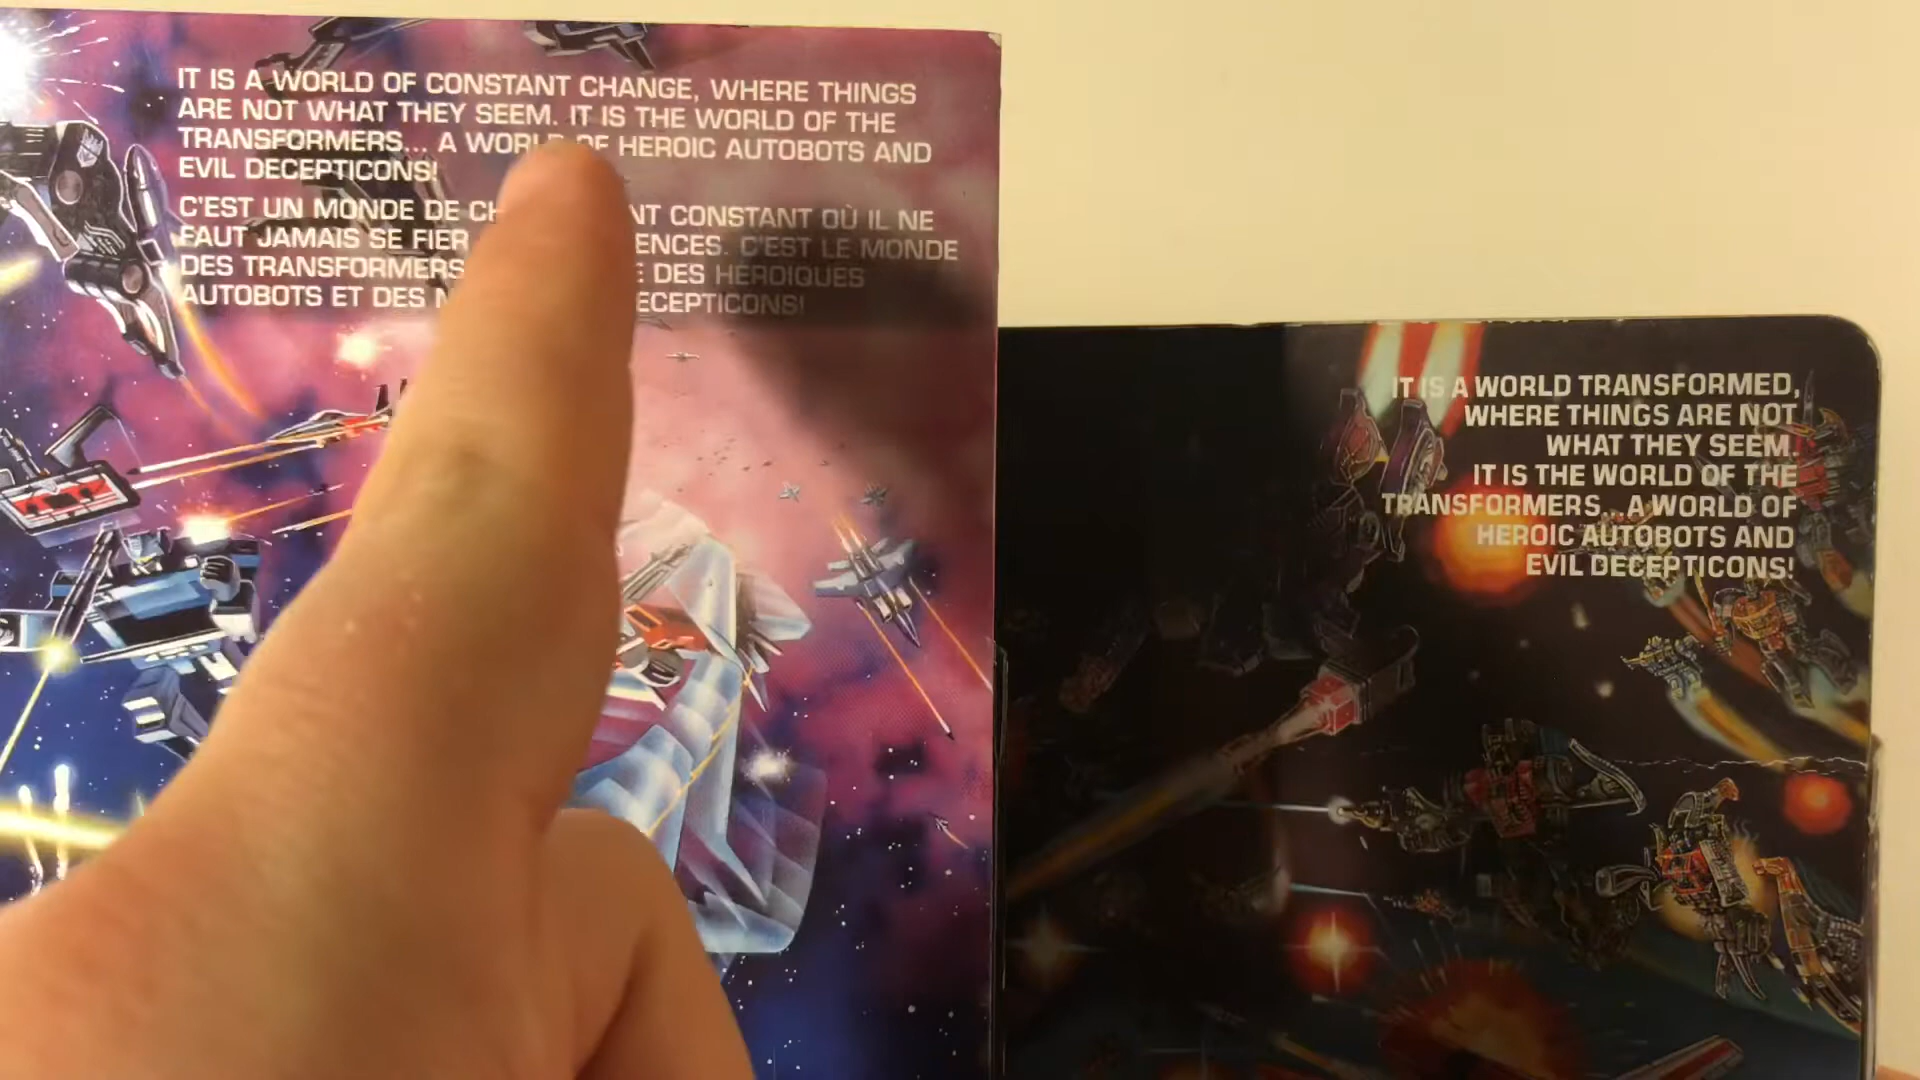 IT IS A WORLD OF CONSTANT CHANGE, WHERE THINGS
ARE NOT WHAT THEY SEEM. IT IS THE WORLD OF THE
TRANSFORMERS... A WORLD OF HEROIC AUTOBOTS AND
EVIL DECEPTICONS!
C'EST UN MONDE DE CH NT CONSTANT OÙ IL NE
FAUT JAMAIS SE FIER ENCES. C'EST LE MONDE
DES TRANSFORMERS E DES HÉROIQUES
AUTOBOTS ET DES ECEPTICONS!
IT IS A WORLD TRANSFORMED,
WHERE THINGS ARE NOT
WHAT THEY SEEM.
IT IS THE WORLD OF THE
TRANSFORMERS...A WORLD OF
HEROIC AUTOBOTS AND
EVIL DECEPTICONS!